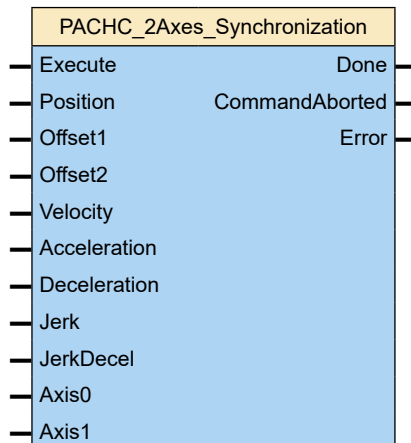 PACHC_2Axes_Synchronization
Execute Done
Position CommandAborted
Offset1 Error
Offset2
Velocity
Acceleration
Deceleration
Jerk
JerkDecel
Axis0
Axis1